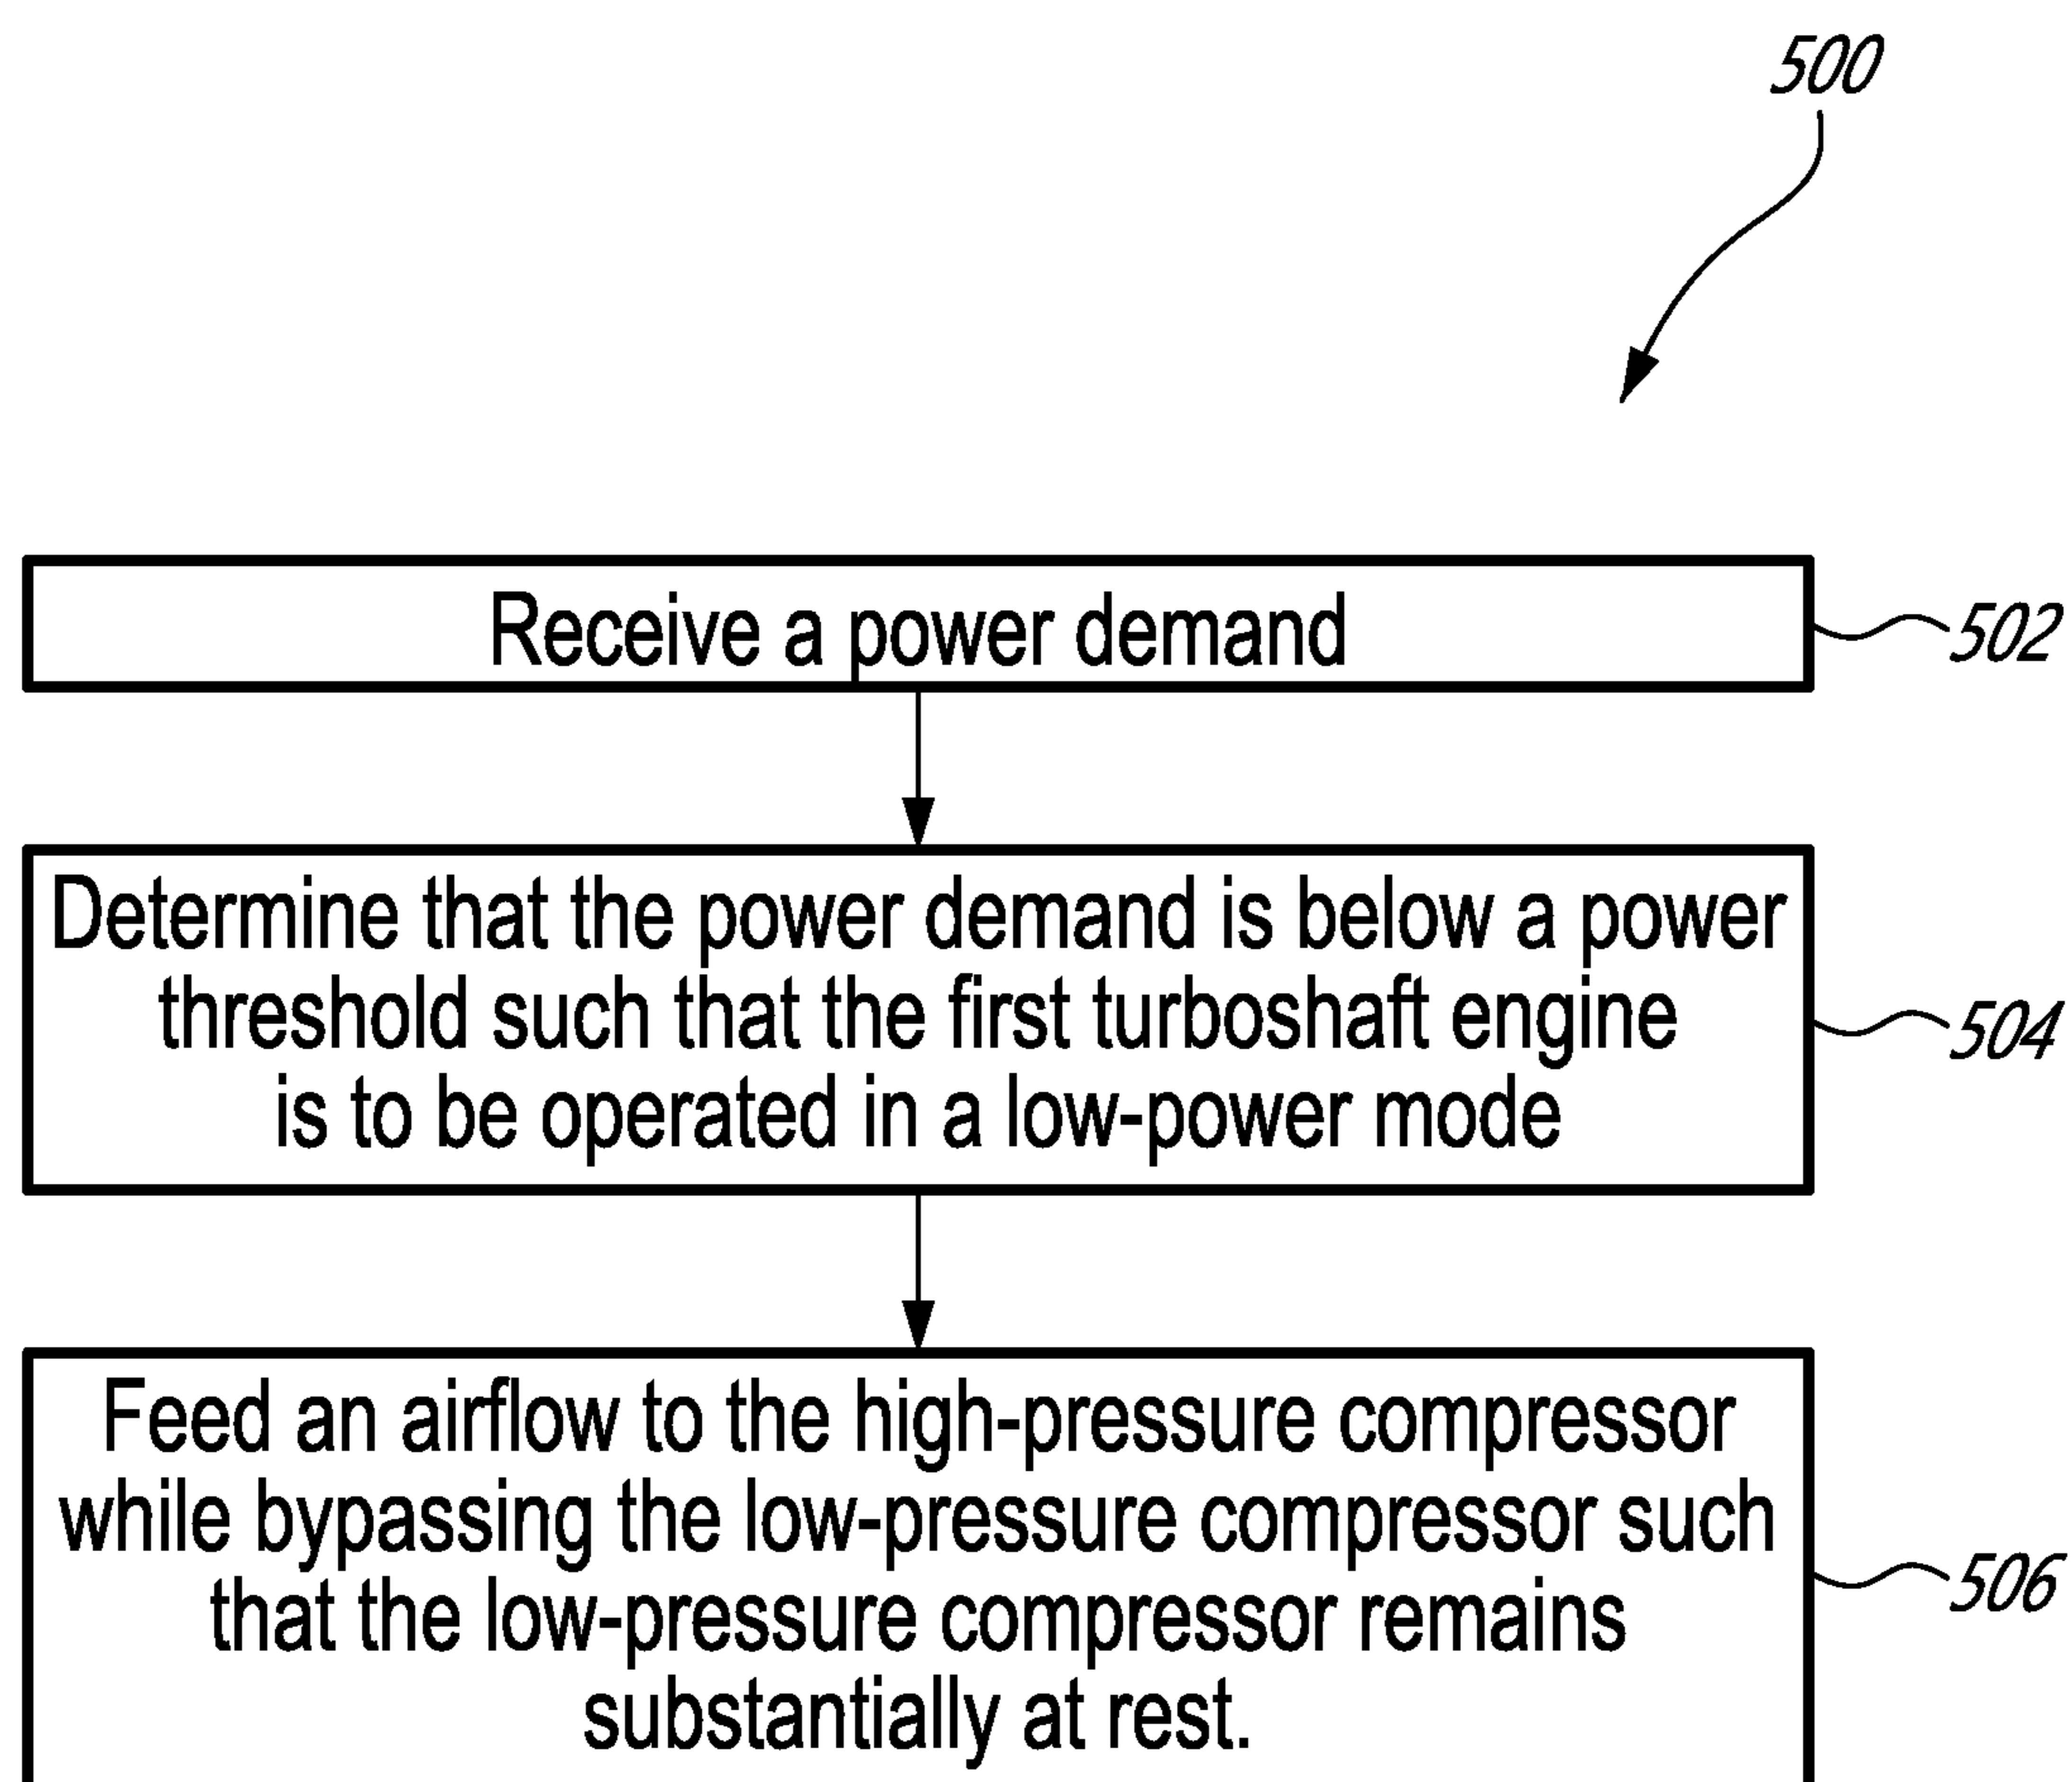 500
Receive a power demand
502
Determine that the power demand is below a power
threshold such that the first turboshaft engine
is to be operated in a low-power mode
504
Feed an airflow to the high-pressure compressor
while bypassing the low-pressure compressor such
that the low-pressure compressor remains
substantially at rest.
506